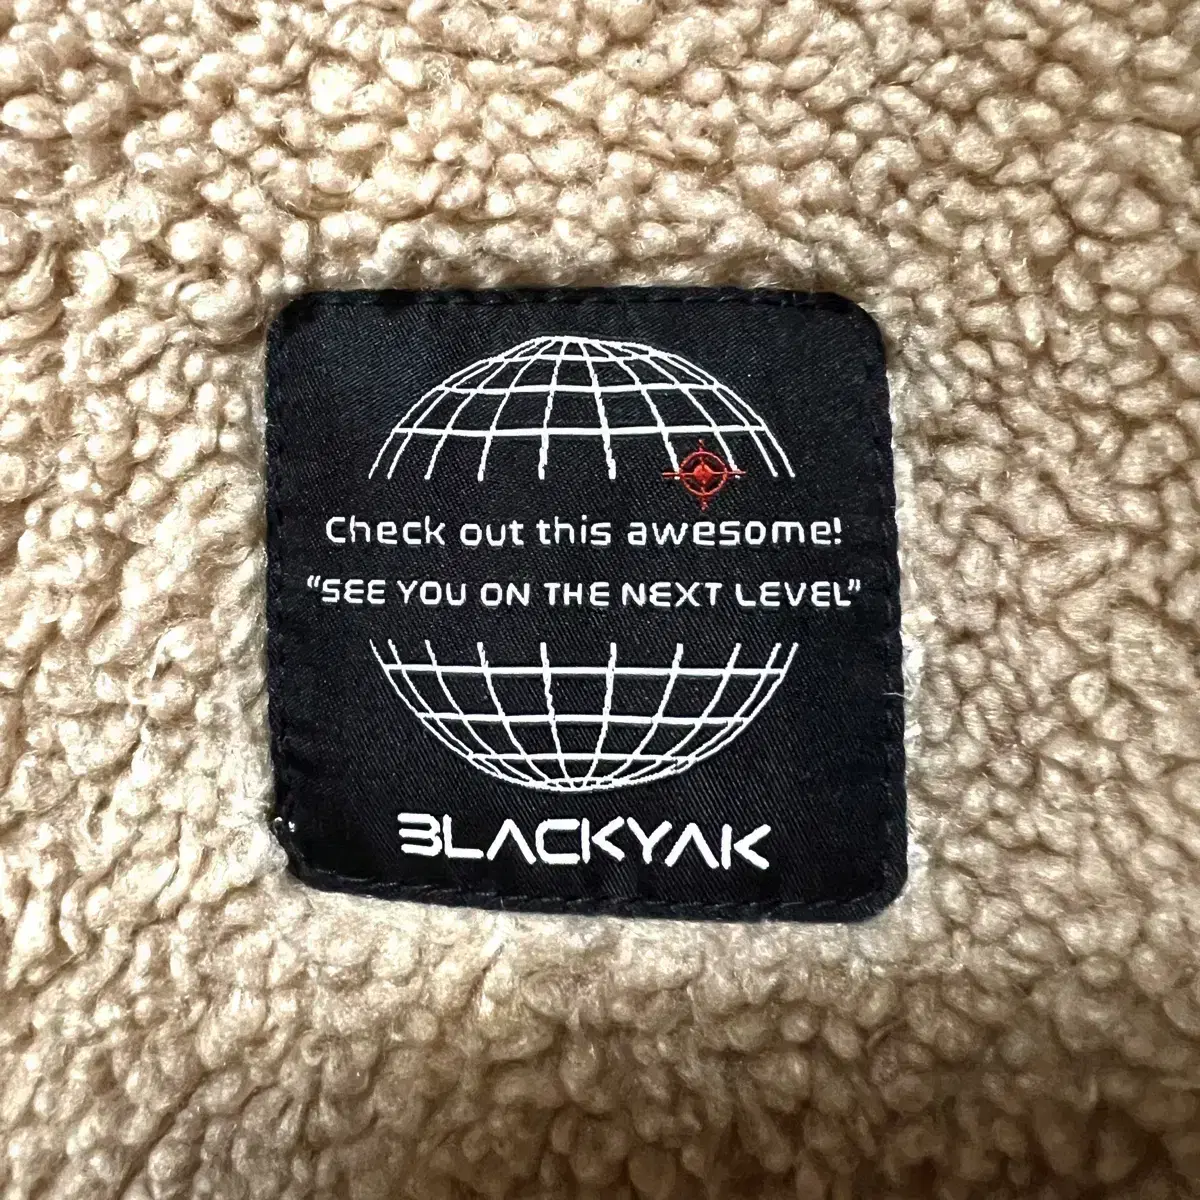 Check out this awesome!
“SEE YOU ON THE NEXT LEVEL”
BLACKYAK